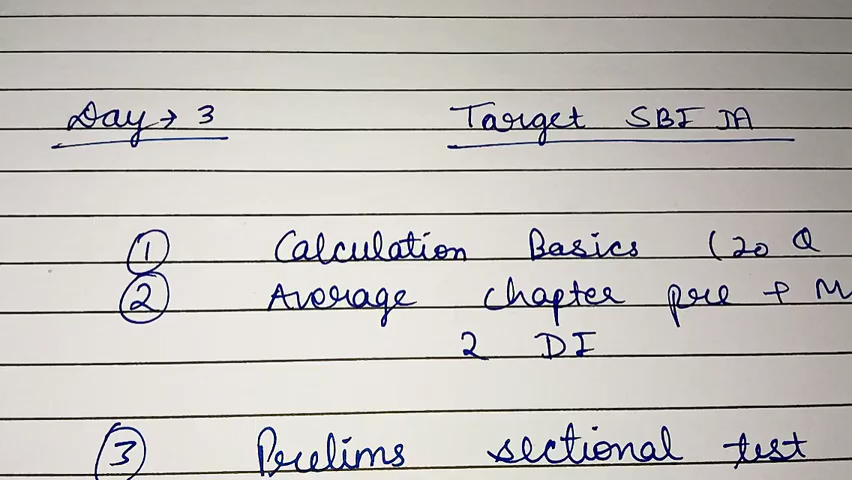 Day → 3
Target SBI JA
① Calculation Basics (20 Q
② Average chapter pre + M
2 DI
③ Prelims sectional test